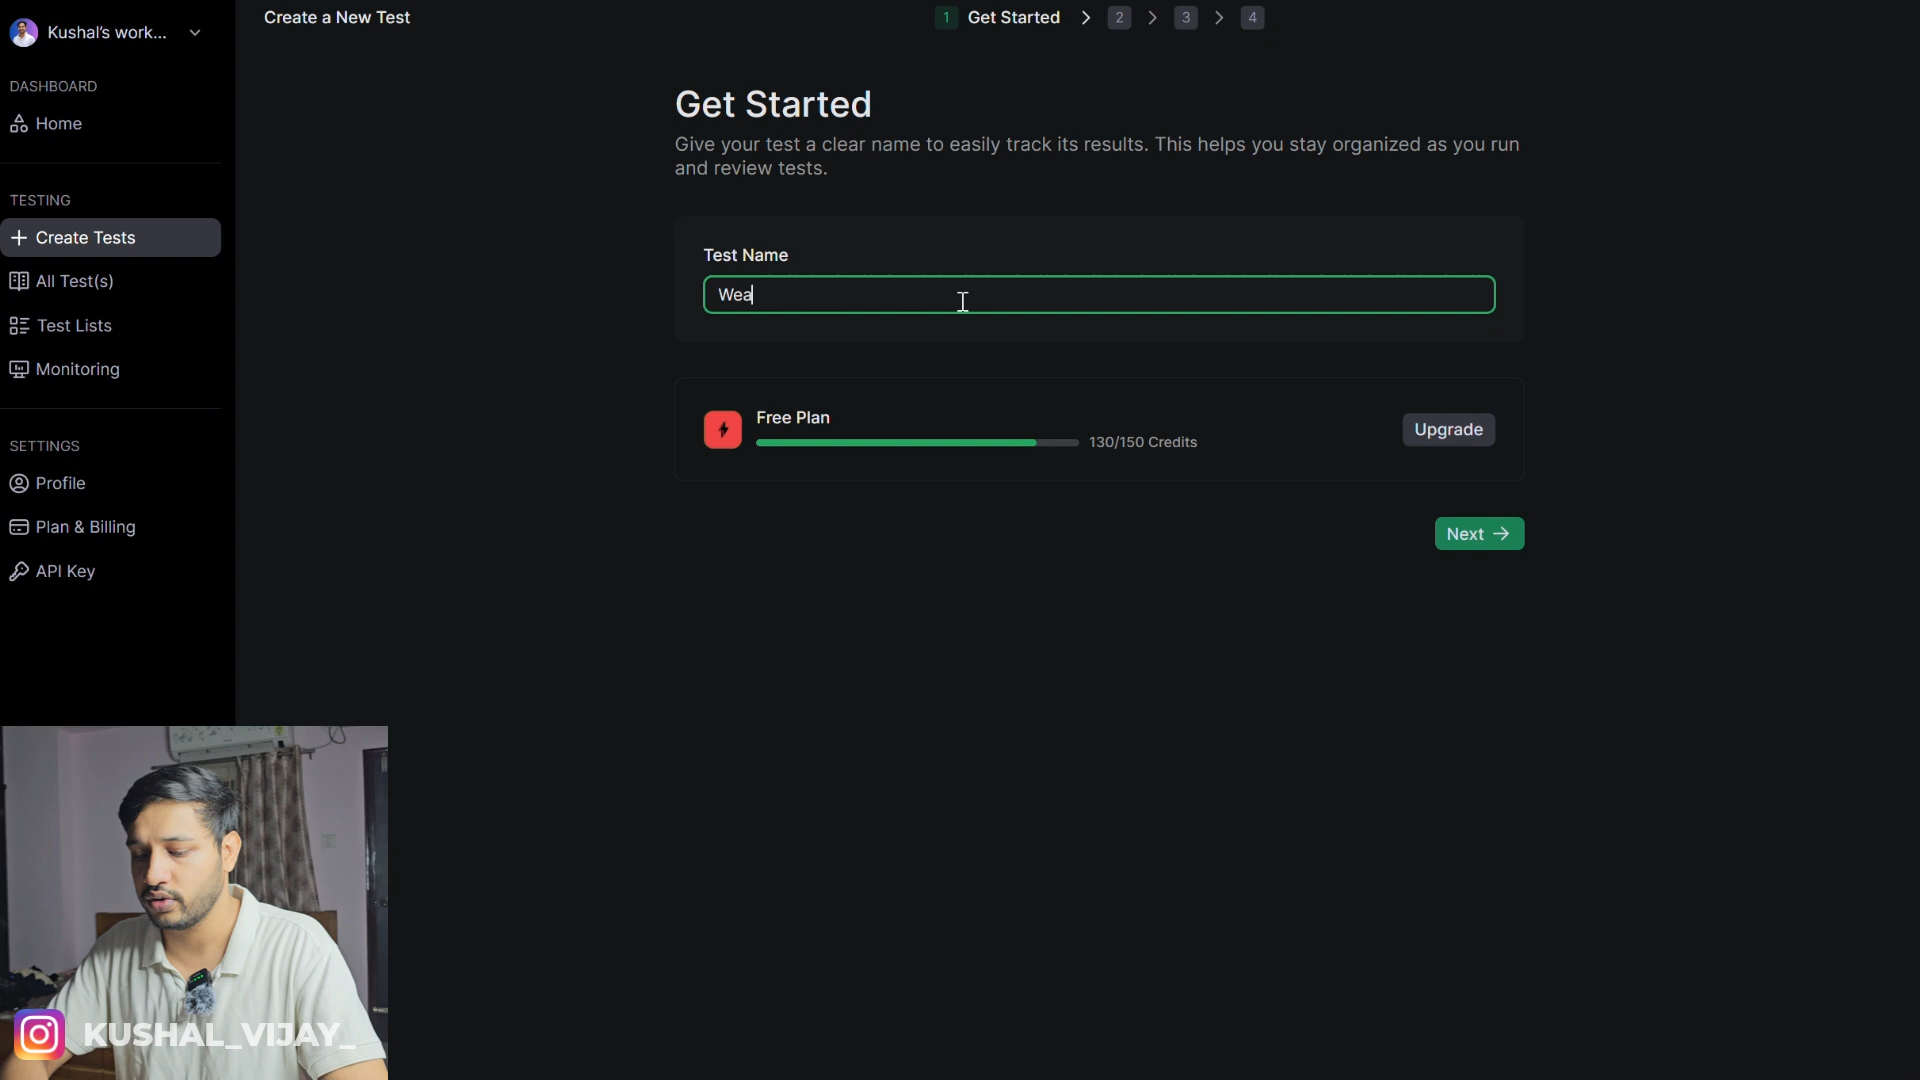 Kushal's work...
DASHBOARD
Home
TESTING
Create Tests
All Test(s)
Test Lists
Monitoring
SETTINGS
Profile
Plan & Billing
API Key
Create a New Test
1 Get Started 2 3 4
Get Started
Give your test a clear name to easily track its results. This helps you stay organized as you run
and review tests.
Test Name
Wea
Free Plan
130/150 Credits
Upgrade
Next
KUSHAL_VIJAY_